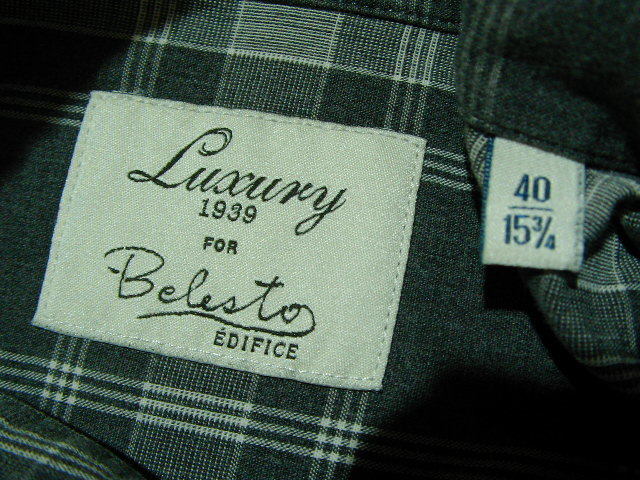 Luxury
1939
FOR
Belesto
ÉDIFICE
40
15¾